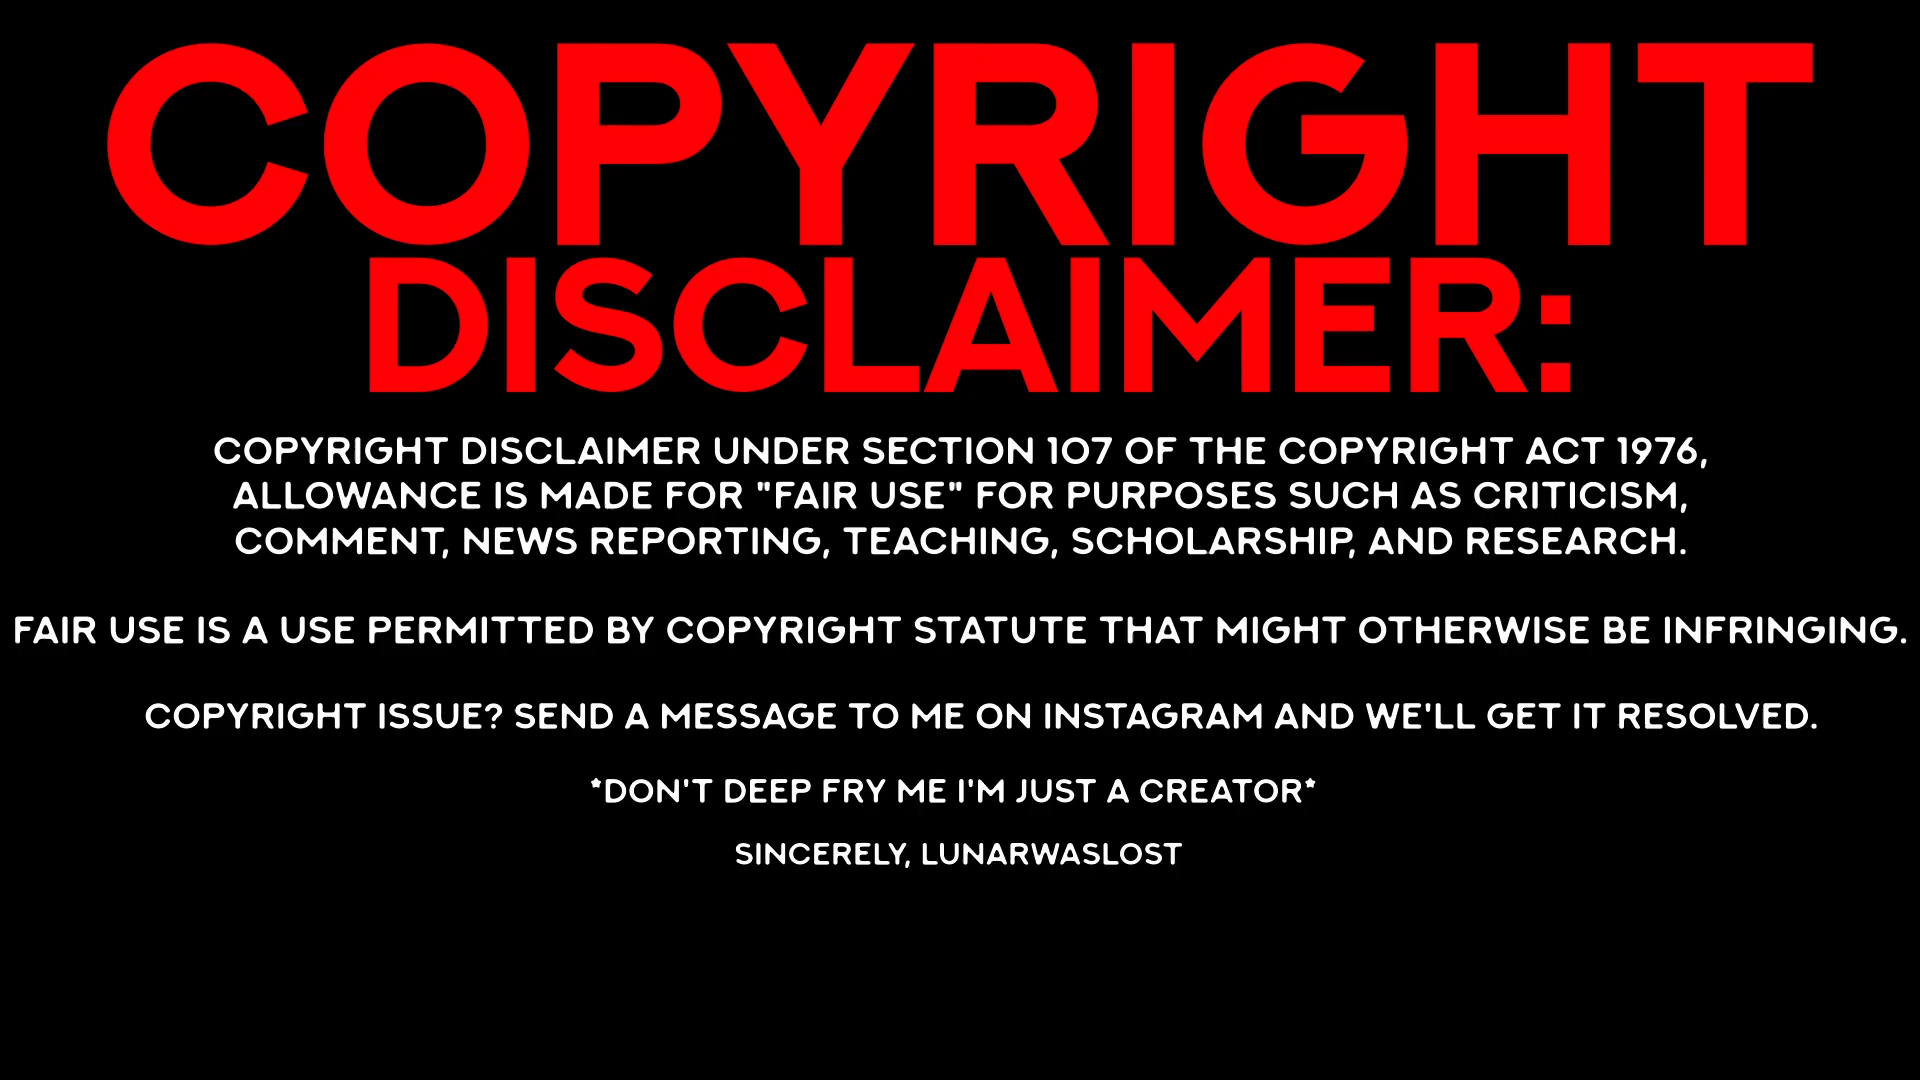 COPYRIGHT
DISCLAIMER:
COPYRIGHT DISCLAIMER UNDER SECTION 107 OF THE COPYRIGHT ACT 1976,
ALLOWANCE IS MADE FOR "FAIR USE" FOR PURPOSES SUCH AS CRITICISM,
COMMENT, NEWS REPORTING, TEACHING, SCHOLARSHIP, AND RESEARCH.
FAIR USE IS A USE PERMITTED BY COPYRIGHT STATUTE THAT MIGHT OTHERWISE BE INFRINGING.
COPYRIGHT ISSUE? SEND A MESSAGE TO ME ON INSTAGRAM AND WE'LL GET IT RESOLVED.
*DON'T DEEP FRY ME I'M JUST A CREATOR*
SINCERELY, LUNARWASLOST